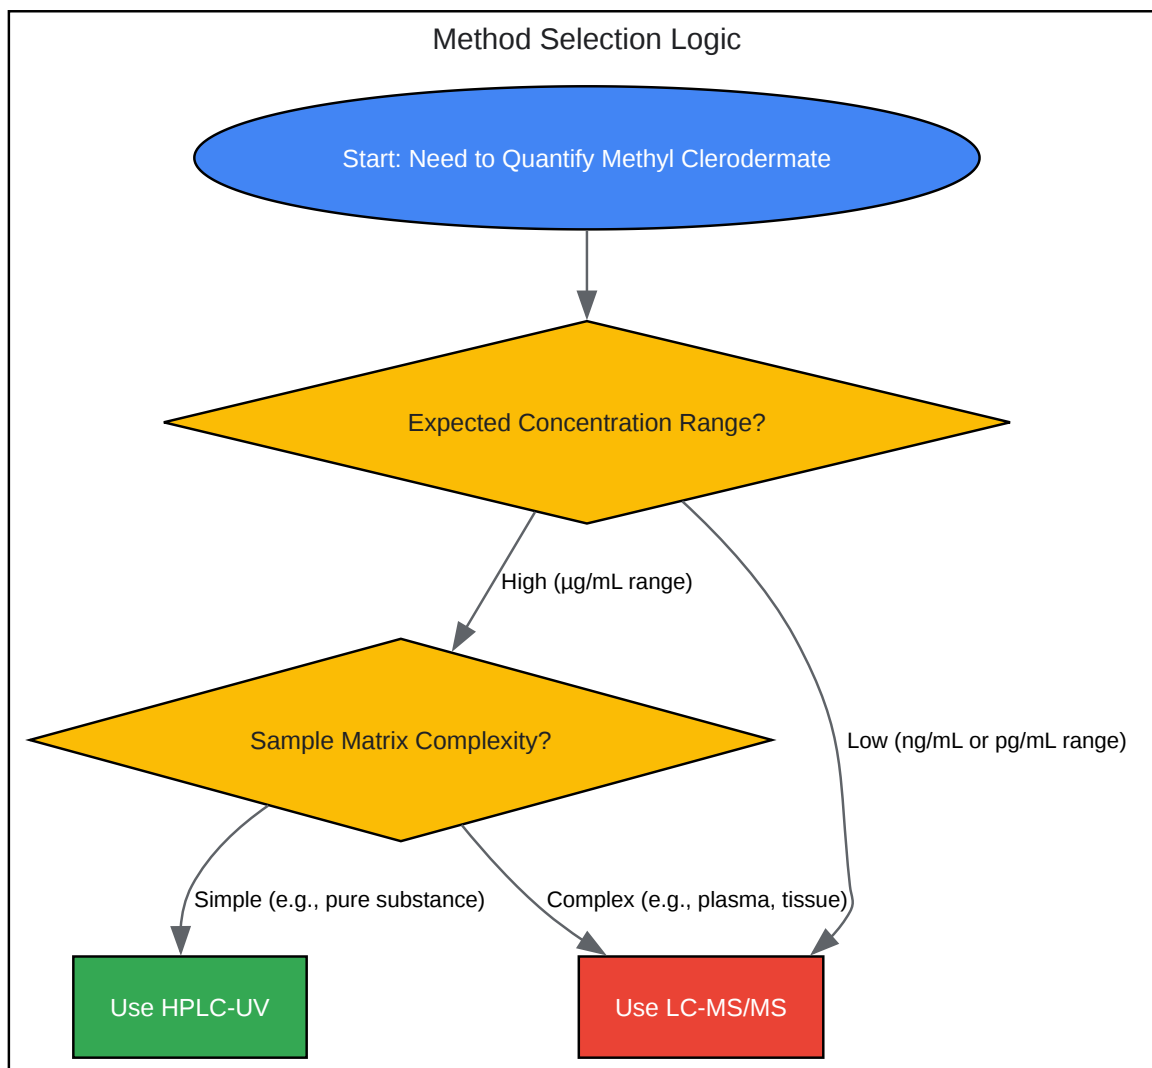 Method Selection Logic
Start: Need to Quantify Methyl Clerodermate
Expected Concentration Range?
High (µg/mL range)
Sample Matrix Complexity?
Low (ng/mL or pg/mL range)
Simple (e.g., pure substance)
Complex (e.g., plasma, tissue)
Use HPLC-UV
Use LC-MS/MS